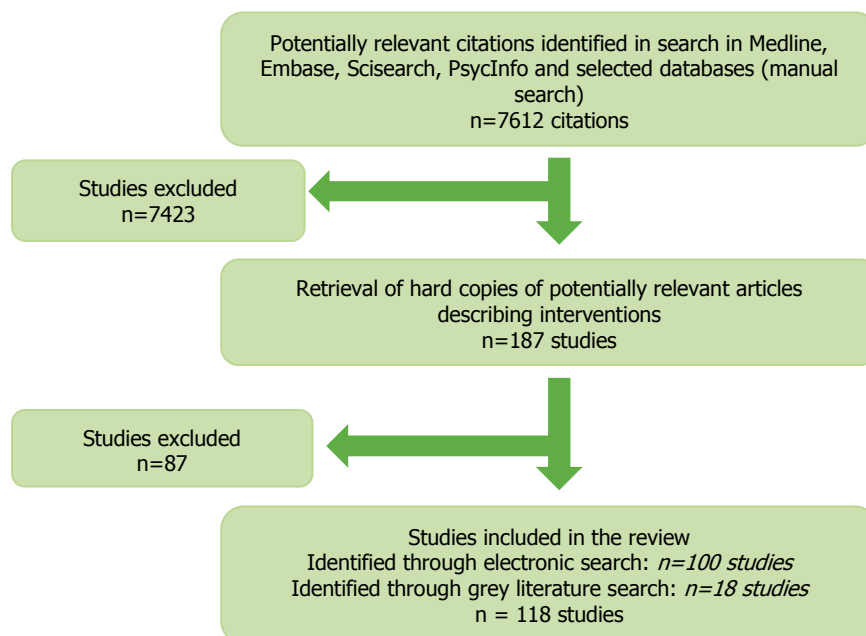 Potentially relevant citations identified in search in Medline,
Embase, Scisearch, PsycInfo and selected databases (manual
search)
n=7612 citations
Studies excluded
n=7423
Retrieval of hard copies of potentially relevant articles
describing interventions
n=187 studies
Studies excluded
n=87
Studies included in the review
Identified through electronic search: n=100 studies
Identified through grey literature search: n=18 studies
n = 118 studies